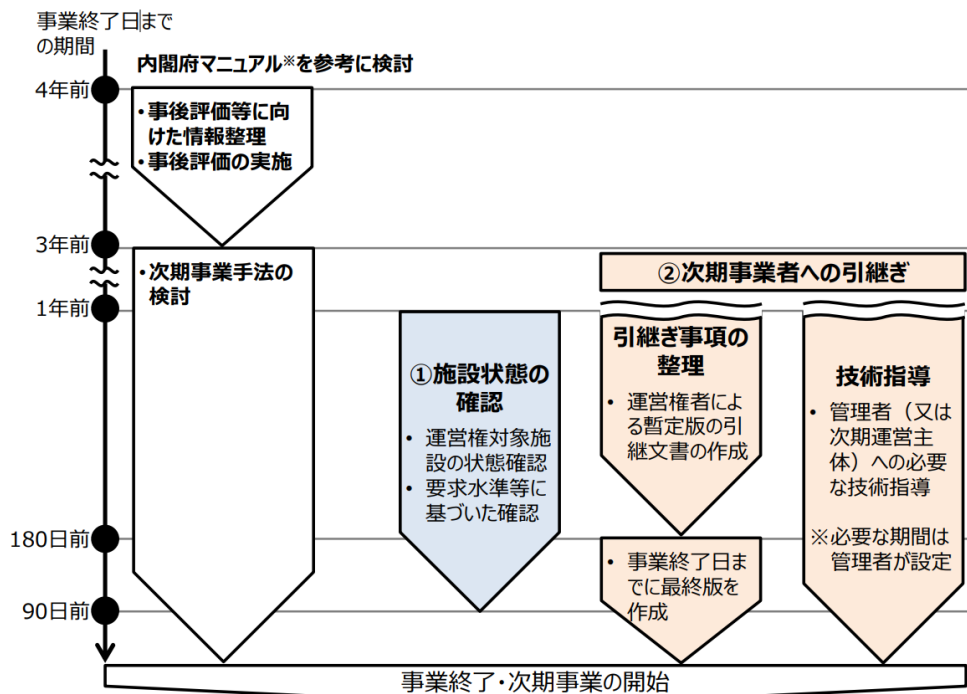 事業終了日まで
の期間
内閣府マニュアル※を参考に検討
4年前
・事後評価等に向
けた情報整理
・事後評価の実施
3年前
・次期事業手法の
検討
②次期事業者への引継ぎ
1年前
①施設状態の
確認
• 運営権対象施
設の状態確認
• 要求水準等に
基づいた確認
引継ぎ事項の
整理
• 運営権者によ
る暫定版の引
継文書の作成
技術指導
• 管理者（又は
次期運営主
体）への必要
な技術指導
※必要な期間は
管理者が設定
180日前
• 事業終了日ま
でに最終版を
作成
90日前
事業終了・次期事業の開始